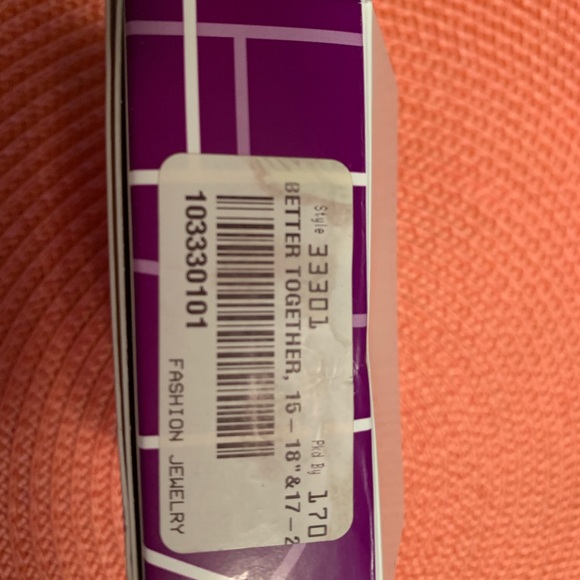 Style 33301 Pkd By 170
BETTER TOGETHER, 15-18"&17-2
103330101
FASHION JEWELRY